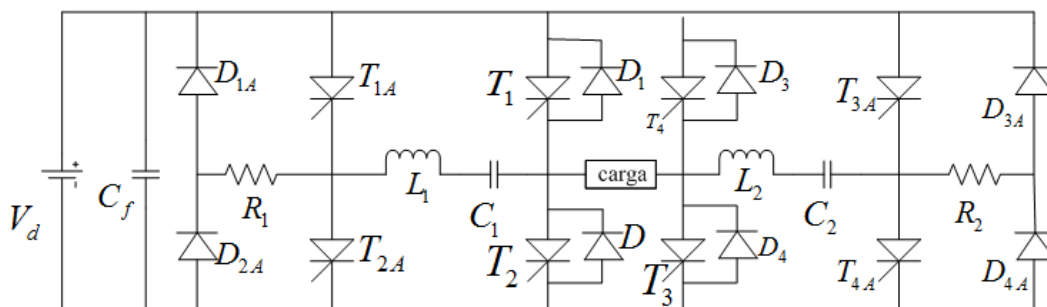 D1A
T1A
T1
D1
T4
D3
T3A
D3A
+
-
Vd
Cf
R1
L1
C1
carga
L2
C2
R2
D2A
T2A
T2
D
T3
D4
T4A
D4A